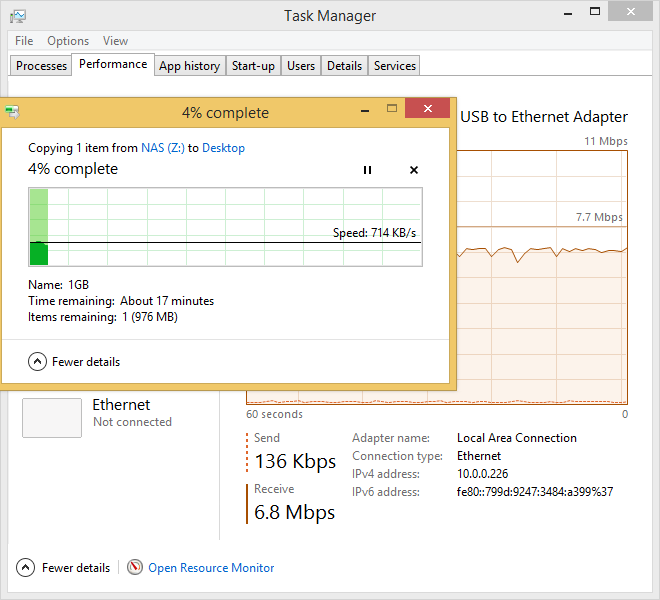 Task Manager
File Options View
Processes Performance App history Start-up Users Details Services
4% complete
USB to Ethernet Adapter
11 Mbps
Copying 1 item from NAS (Z:) to Desktop
4% complete
7.7 Mbps
Speed: 714 KB/s
Name: 1GB
Time remaining: About 17 minutes
Items remaining: 1 (976 MB)
Fewer details
Ethernet
Not connected
60 seconds 0
Send
136 Kbps
Receive
6.8 Mbps
Adapter name: Local Area Connection
Connection type: Ethernet
IPv4 address: 10.0.0.226
IPv6 address: fe80::799d:9247:3484:a399%37
Fewer details Open Resource Monitor